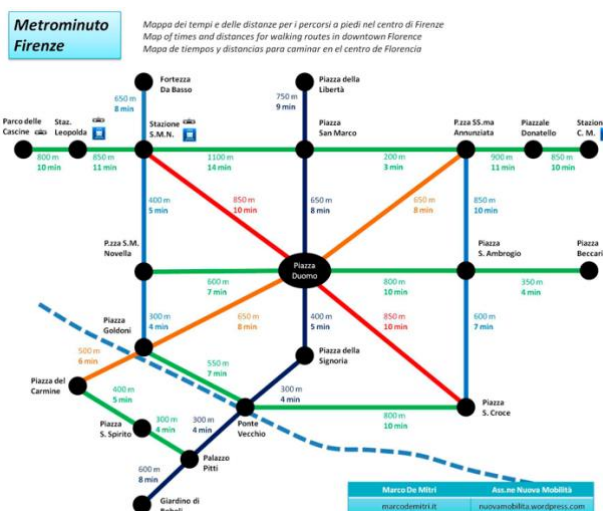 Metrominuto
Firenze
Mappa dei tempi e delle distanze per i percorsi a piedi nel centro di Firenze
Map of times and distances for walking routes in downtown Florence
Mapa de tiempos y distancias para caminar en el centro de Florencia
Fortezza
Da Basso
Piazza della
Libertà
650 m
8 min
750 m
9 min
Parco delle
Cascine
Staz.
Leopolda
Stazione
S.M.N.
Piazza
San Marco
P.zza SS.ma
Annunziata
Piazzale
Donatello
Stazion
C. M.
800 m
10 min
850 m
11 min
1100 m
14 min
200 m
3 min
900 m
11 min
850 m
10 min
400 m
5 min
850 m
10 min
650 m
8 min
650 m
8 min
850 m
10 min
P.zza S.M.
Novella
Piazza
Duomo
Piazza
S. Ambrogio
Piazza
Beccari
600 m
7 min
800 m
10 min
350 m
4 min
300 m
4 min
650 m
8 min
400 m
5 min
850 m
10 min
600 m
7 min
Piazza
Goldoni
500 m
6 min
550 m
7 min
Piazza della
Signoria
Piazza del
Carmine
400 m
5 min
300 m
4 min
Piazza
S. Croce
Piazza
S. Spirito
300 m
4 min
300 m
4 min
Ponte
Vecchio
800 m
10 min
Palazzo
Pitti
600 m
8 min
Giardino di
Boboli
Marco De Mitri
Ass.ne Nuova Mobilità
marcodemitri.it
nuovamobilita.wordpress.com